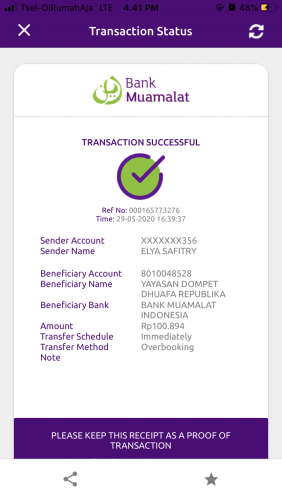 Tsel-DiRumahAja LTE 4.41 PM 48%
Transaction Status
Bank
Muamalat
TRANSACTION SUCCESSFUL
Ref No: 000165773276
Time: 29-05-2020 16:39:37
Sender Account XXXXXXX356
Sender Name ELYA SAFITRY
Beneficiary Account 8010048528
Beneficiary Name YAYASAN DOMPET
DHUAFA REPUBLIKA
Beneficiary Bank BANK MUAMALAT
INDONESIA
Amount Rp100.894
Transfer Schedule Immediately
Transfer Method Overbooking
Note
PLEASE KEEP THIS RECEIPT AS A PROOF OF
TRANSACTION